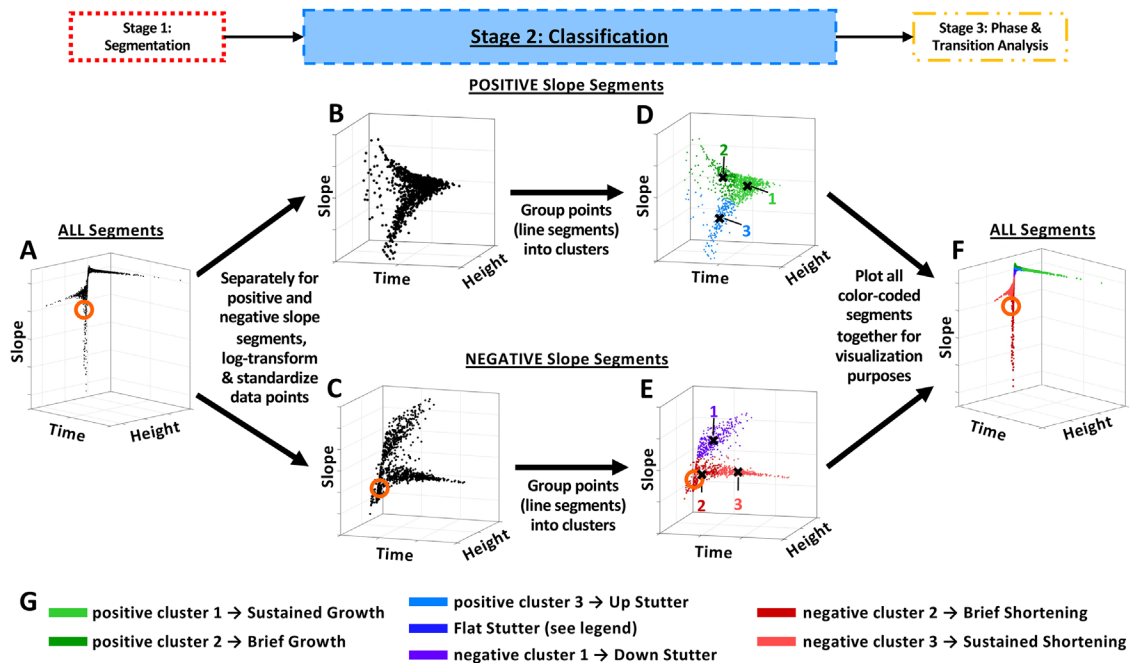 Stage 1:
Segmentation
Stage 2: Classification
Stage 3: Phase &
Transition Analysis
POSITIVE Slope Segments
B
Slope
Time
Height
Group points
(line segments)
into clusters
D
2
1
3
Slope
Time
Height
ALL Segments
A
Slope
Time
Height
Separately for
positive and
negative slope
segments,
log-transform
& standardize
data points
Plot all
color-coded
segments
together for
visualization
purposes
ALL Segments
F
Slope
Time
Height
NEGATIVE Slope Segments
C
Slope
Time
Height
Group points
(line segments)
into clusters
E
1
2
3
Slope
Time
Height
G
positive cluster 1 → Sustained Growth
positive cluster 2 → Brief Growth
positive cluster 3 → Up Stutter
Flat Stutter (see legend)
negative cluster 1 → Down Stutter
negative cluster 2 → Brief Shortening
negative cluster 3 → Sustained Shortening